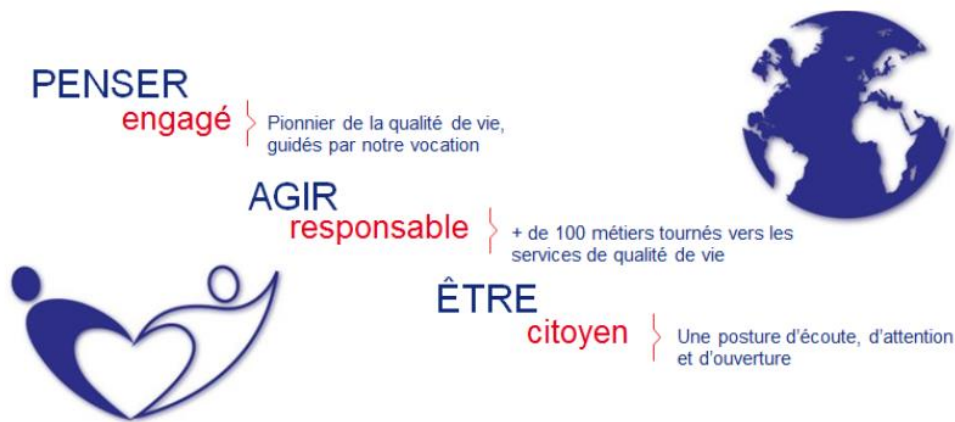 PENSER
engagé
Pionnier de la qualité de vie,
guidés par notre vocation
AGIR
responsable
+ de 100 métiers tournés vers les
services de qualité de vie
ÊTRE
citoyen
Une posture d'écoute, d'attention
et d'ouverture